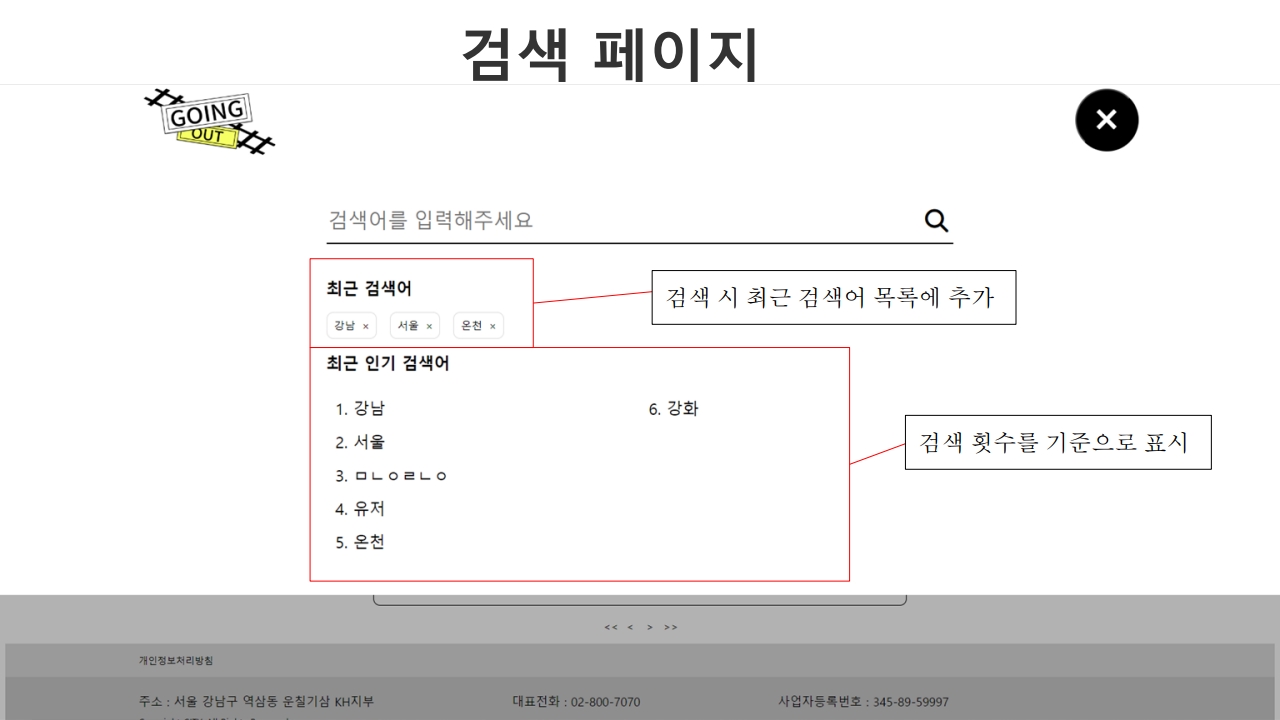 검색 페이지
GOING
OUT
×
검색어를 입력해주세요
최근 검색어
강남 × 서울 × 온천 ×
검색 시 최근 검색어 목록에 추가
최근 인기 검색어
1. 강남
2. 서울
3. ㅁㄴㅇㄹㄴㅇ
4. 유저
5. 온천
6. 강화
검색 횟수를 기준으로 표시
<< < > >>
개인정보처리방침
주소 : 서울 강남구 역삼동 운칠기삼 KH지부
대표전화 : 02-800-7070
사업자등록번호 : 345-89-59997